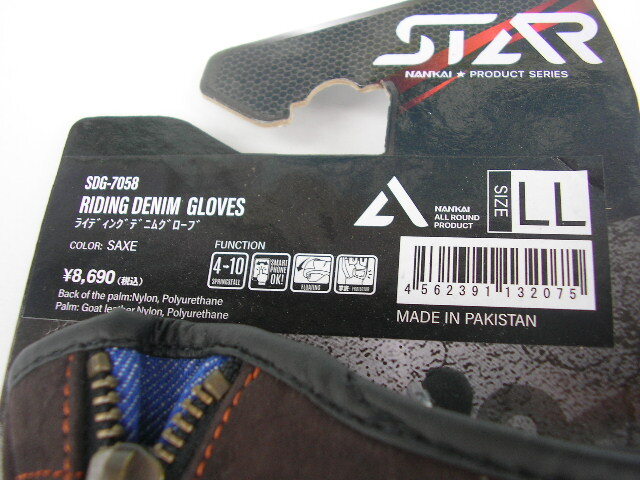 STAR
NANKAI ★ PRODUCT SERIES
SDG-7058
RIDING DENIM GLOVES
ライディングデニムグローブ
COLOR: SAXE
¥8,690(税込)
Back of the palm:Nylon, Polyurethane
Palm: Goat leather,Nylon, Polyurethane
FUNCTION
4-10
SPRING&FALL
SMART
PHONE
OK!
NANKAI
ALL ROUND
PRODUCT
SIZE
LL
4 562391 132075
MADE IN PAKISTAN